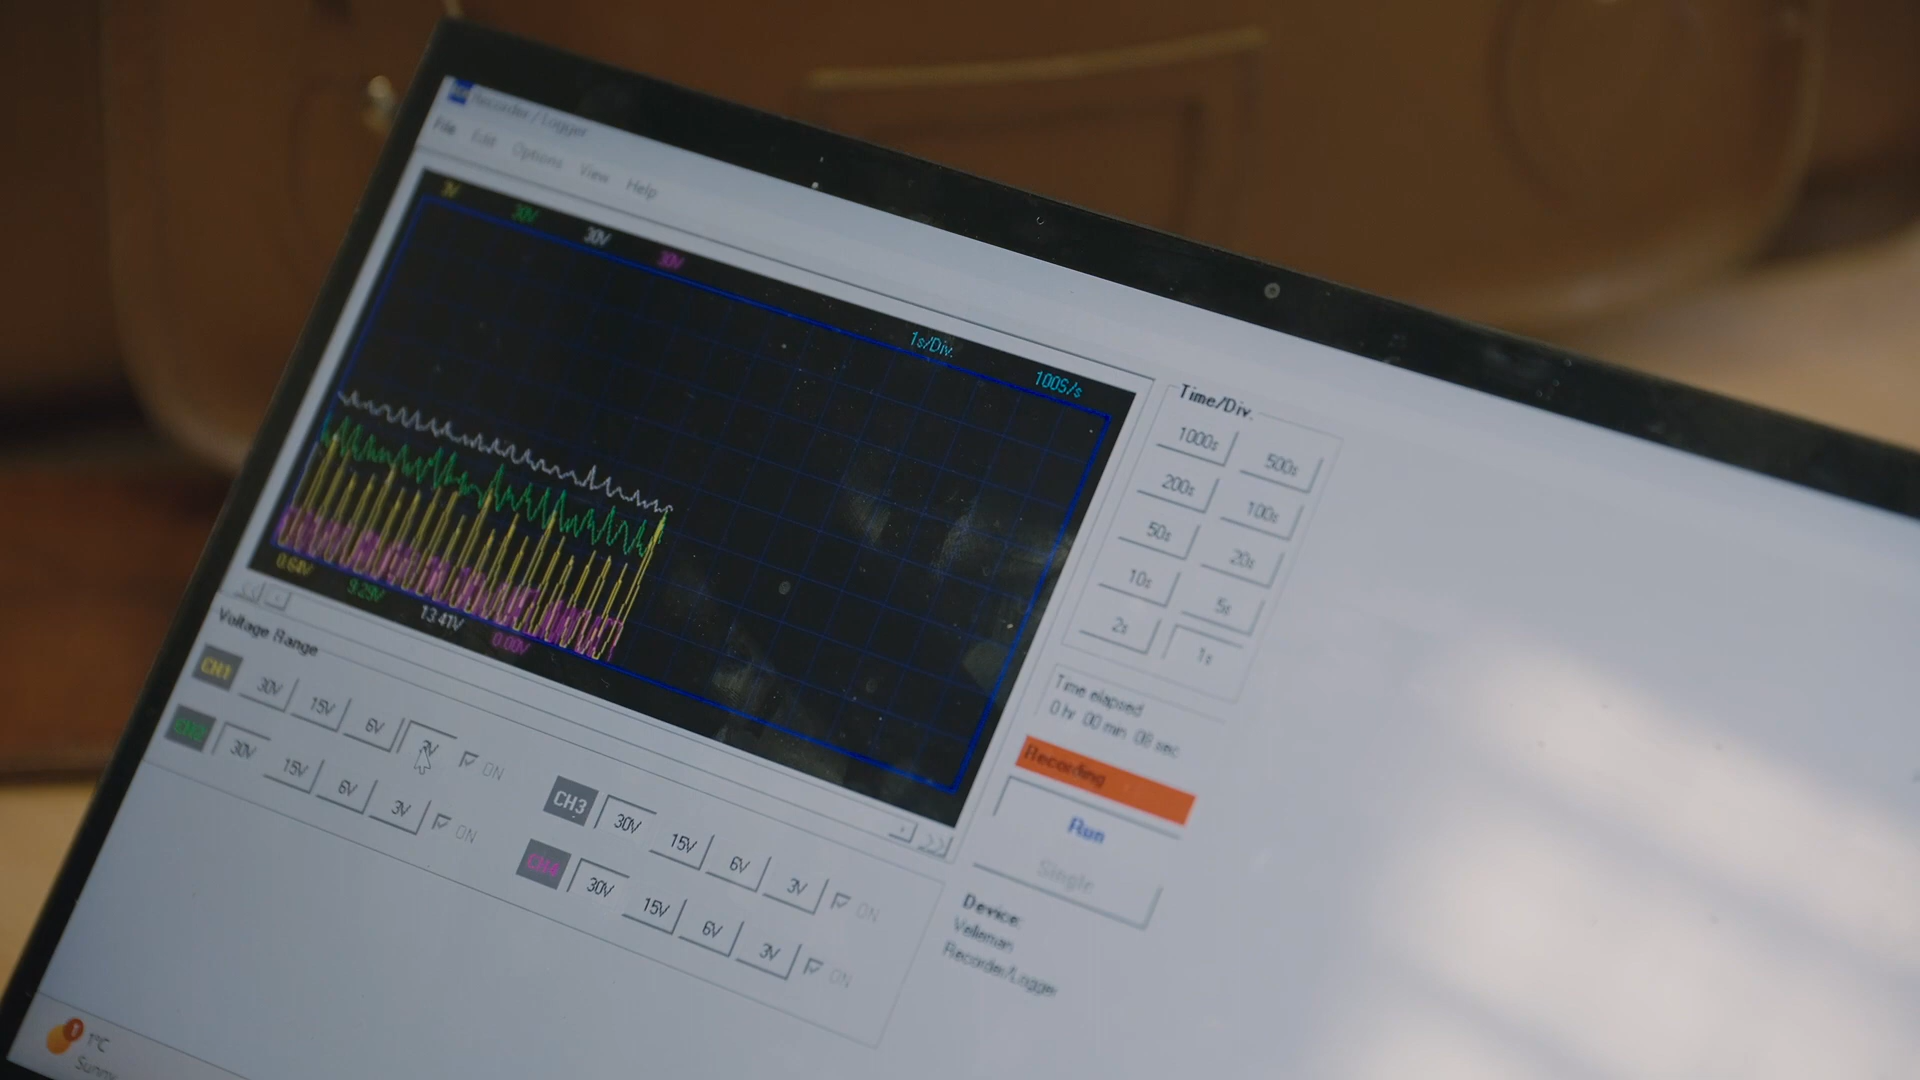 Recorder / Logger
File Edit Options View Help
3V 30V 30V 30V
1s/Div.
100S/s
0.64V 9.29V 13.41V 0.00V
Time/Div.
1000s 500s
200s 100s
50s 20s
10s 5s
2s 1s
Time elapsed
0 hr 00 min 08 sec
Recording
Run
Single
Device:
Velleman
Recorder/Logger
Voltage Range
CH1 30V 15V 6V 3V ON
CH2 30V 15V 6V 3V ON
CH3 30V 15V 6V 3V ON
CH4 30V 15V 6V 3V ON
1
1°C
Sunny